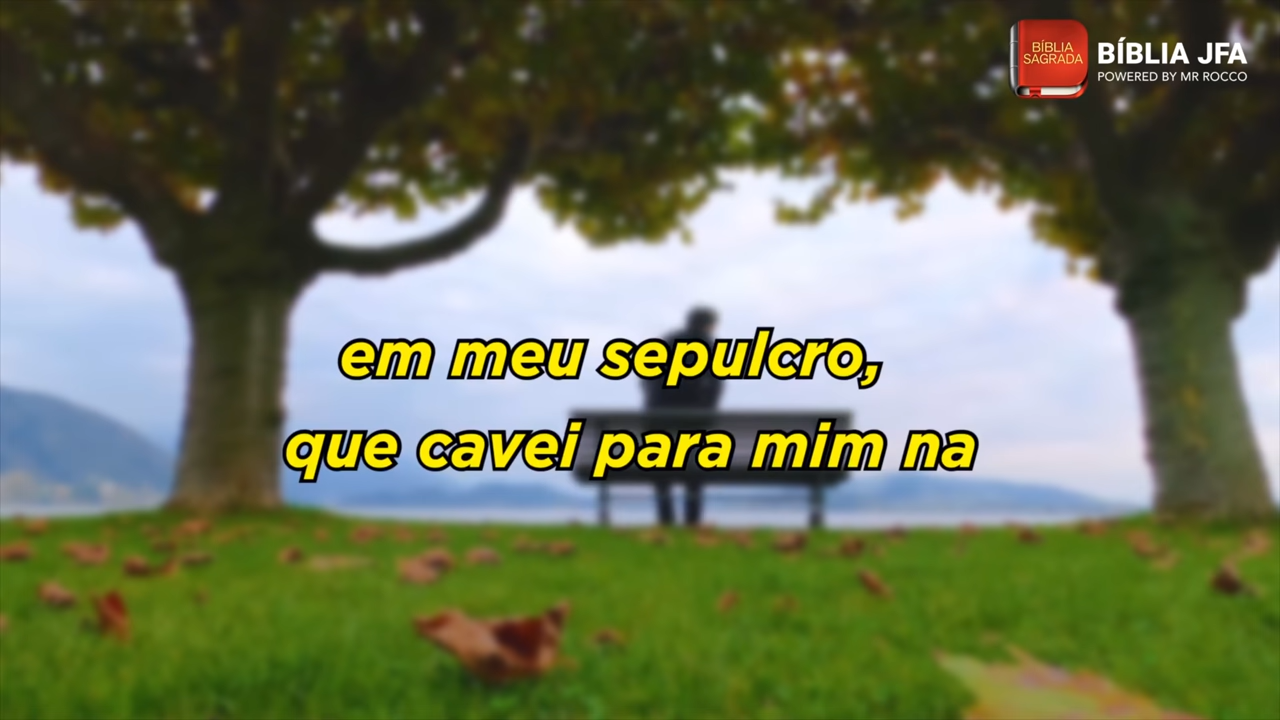 BÍBLIA
SAGRADA
BÍBLIA JFA
POWERED BY MR ROCCO
em meu sepulcro,
que cavei para mim na